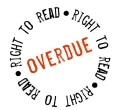 RIGHT TO READ • RIGHT TO READ • RIGHT TO READ •
OVERDUE